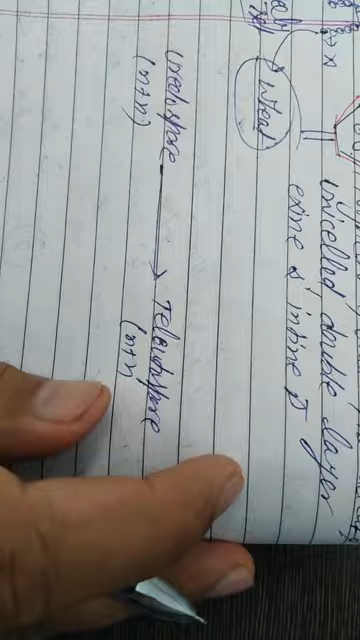 unicelled, double layer
exine & intine
Wheat
Uredospore → Teleutospore
(n+n) (n+n)